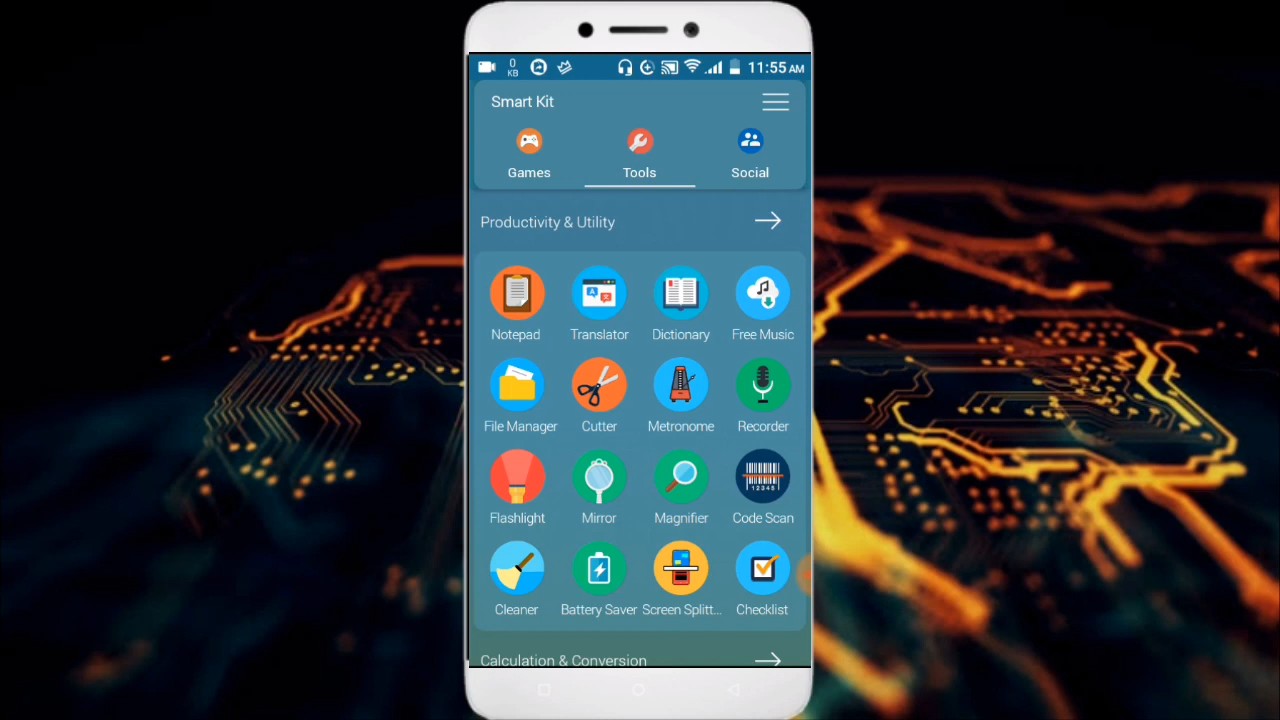 0
KB
11:55 AM
Smart Kit
Games Tools Social
Productivity & Utility
Notepad Translator Dictionary Free Music
File Manager Cutter Metronome Recorder
12345
Flashlight Mirror Magnifier Code Scan
Cleaner Battery Saver Screen Splitt... Checklist
Calculation & Conversion